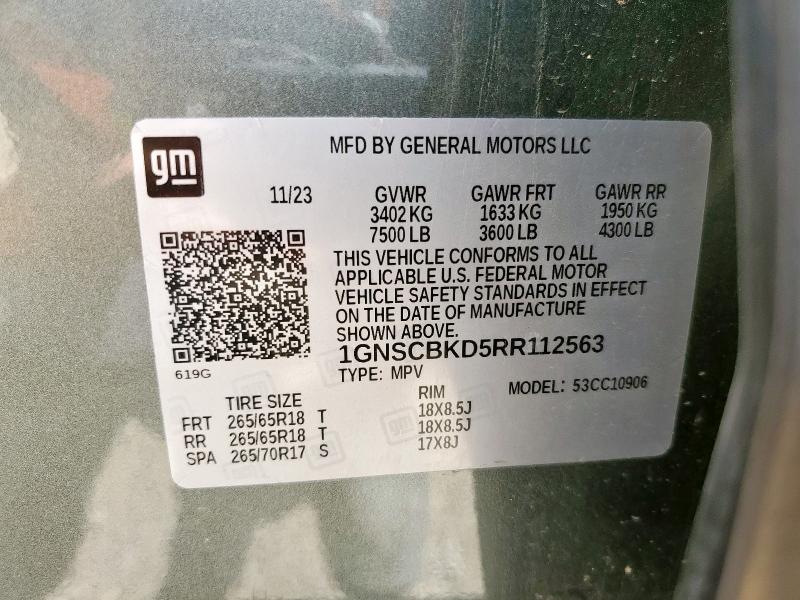 gm
MFD BY GENERAL MOTORS LLC
11/23 GVWR GAWR FRT GAWR RR
3402 KG 1633 KG 1950 KG
7500 LB 3600 LB 4300 LB
THIS VEHICLE CONFORMS TO ALL
APPLICABLE U.S. FEDERAL MOTOR
VEHICLE SAFETY STANDARDS IN EFFECT
ON THE DATE OF MANUFACTURE
SHOWN ABOVE.
1GNSCBKD5RR112563
619G
TYPE: MPV MODEL: 53CC10906
TIRE SIZE RIM
FRT 265/65R18 T 18X8.5J
RR 265/65R18 T 18X8.5J
SPA 265/70R17 S 17X8J